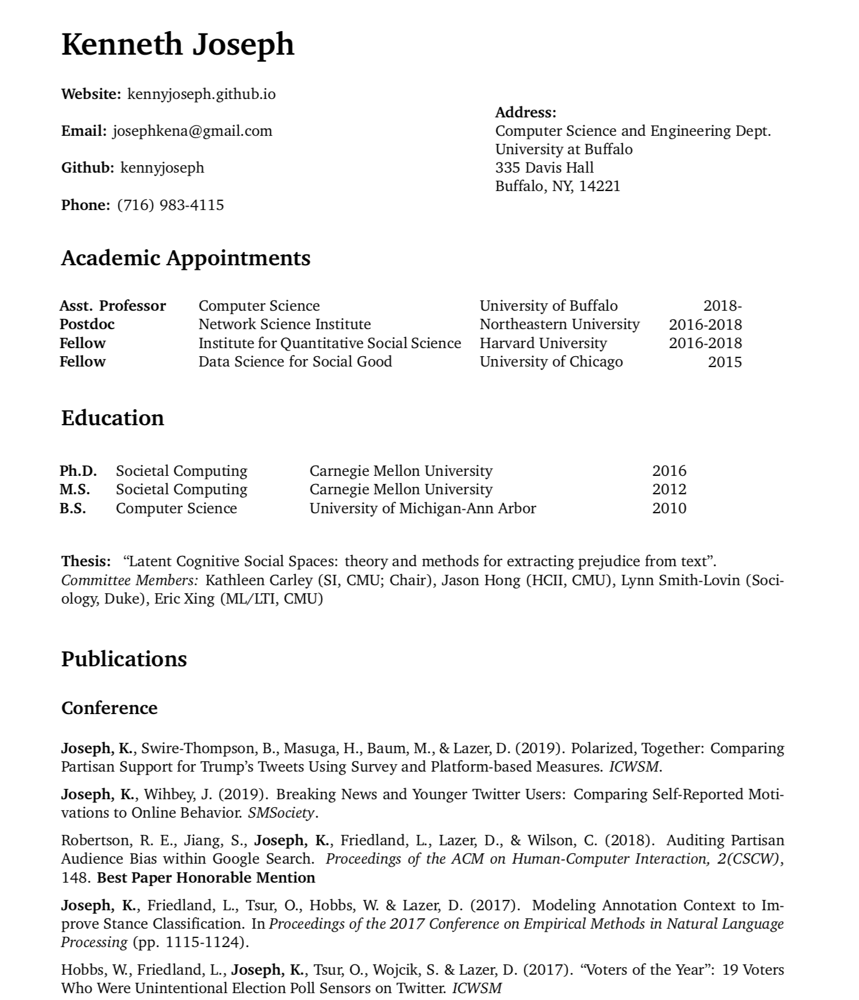 Kenneth Joseph
Website: kennyjoseph.github.io
Email: josephkena@gmail.com
Github: kennyjoseph
Phone: (716) 983-4115
Address:
Computer Science and Engineering Dept.
University at Buffalo
335 Davis Hall
Buffalo, NY, 14221
Academic Appointments
Asst. Professor Computer Science University of Buffalo 2018-
Postdoc Network Science Institute Northeastern University 2016-2018
Fellow Institute for Quantitative Social Science Harvard University 2016-2018
Fellow Data Science for Social Good University of Chicago 2015
Education
Ph.D. Societal Computing Carnegie Mellon University 2016
M.S. Societal Computing Carnegie Mellon University 2012
B.S. Computer Science University of Michigan-Ann Arbor 2010
Thesis: “Latent Cognitive Social Spaces: theory and methods for extracting prejudice from text”.
Committee Members: Kathleen Carley (SI, CMU; Chair), Jason Hong (HCII, CMU), Lynn Smith-Lovin (Soci-
ology, Duke), Eric Xing (ML/LTI, CMU)
Publications
Conference
Joseph, K., Swire-Thompson, B., Masuga, H., Baum, M., & Lazer, D. (2019). Polarized, Together: Comparing
Partisan Support for Trump’s Tweets Using Survey and Platform-based Measures. ICWSM.
Joseph, K., Wihbey, J. (2019). Breaking News and Younger Twitter Users: Comparing Self-Reported Moti-
vations to Online Behavior. SMSociety.
Robertson, R. E., Jiang, S., Joseph, K., Friedland, L., Lazer, D., & Wilson, C. (2018). Auditing Partisan
Audience Bias within Google Search. Proceedings of the ACM on Human-Computer Interaction, 2(CSCW),
148. Best Paper Honorable Mention
Joseph, K., Friedland, L., Tsur, O., Hobbs, W. & Lazer, D. (2017). Modeling Annotation Context to Im-
prove Stance Classification. In Proceedings of the 2017 Conference on Empirical Methods in Natural Language
Processing (pp. 1115-1124).
Hobbs, W., Friedland, L., Joseph, K., Tsur, O., Wojcik, S. & Lazer, D. (2017). “Voters of the Year”: 19 Voters
Who Were Unintentional Election Poll Sensors on Twitter. ICWSM